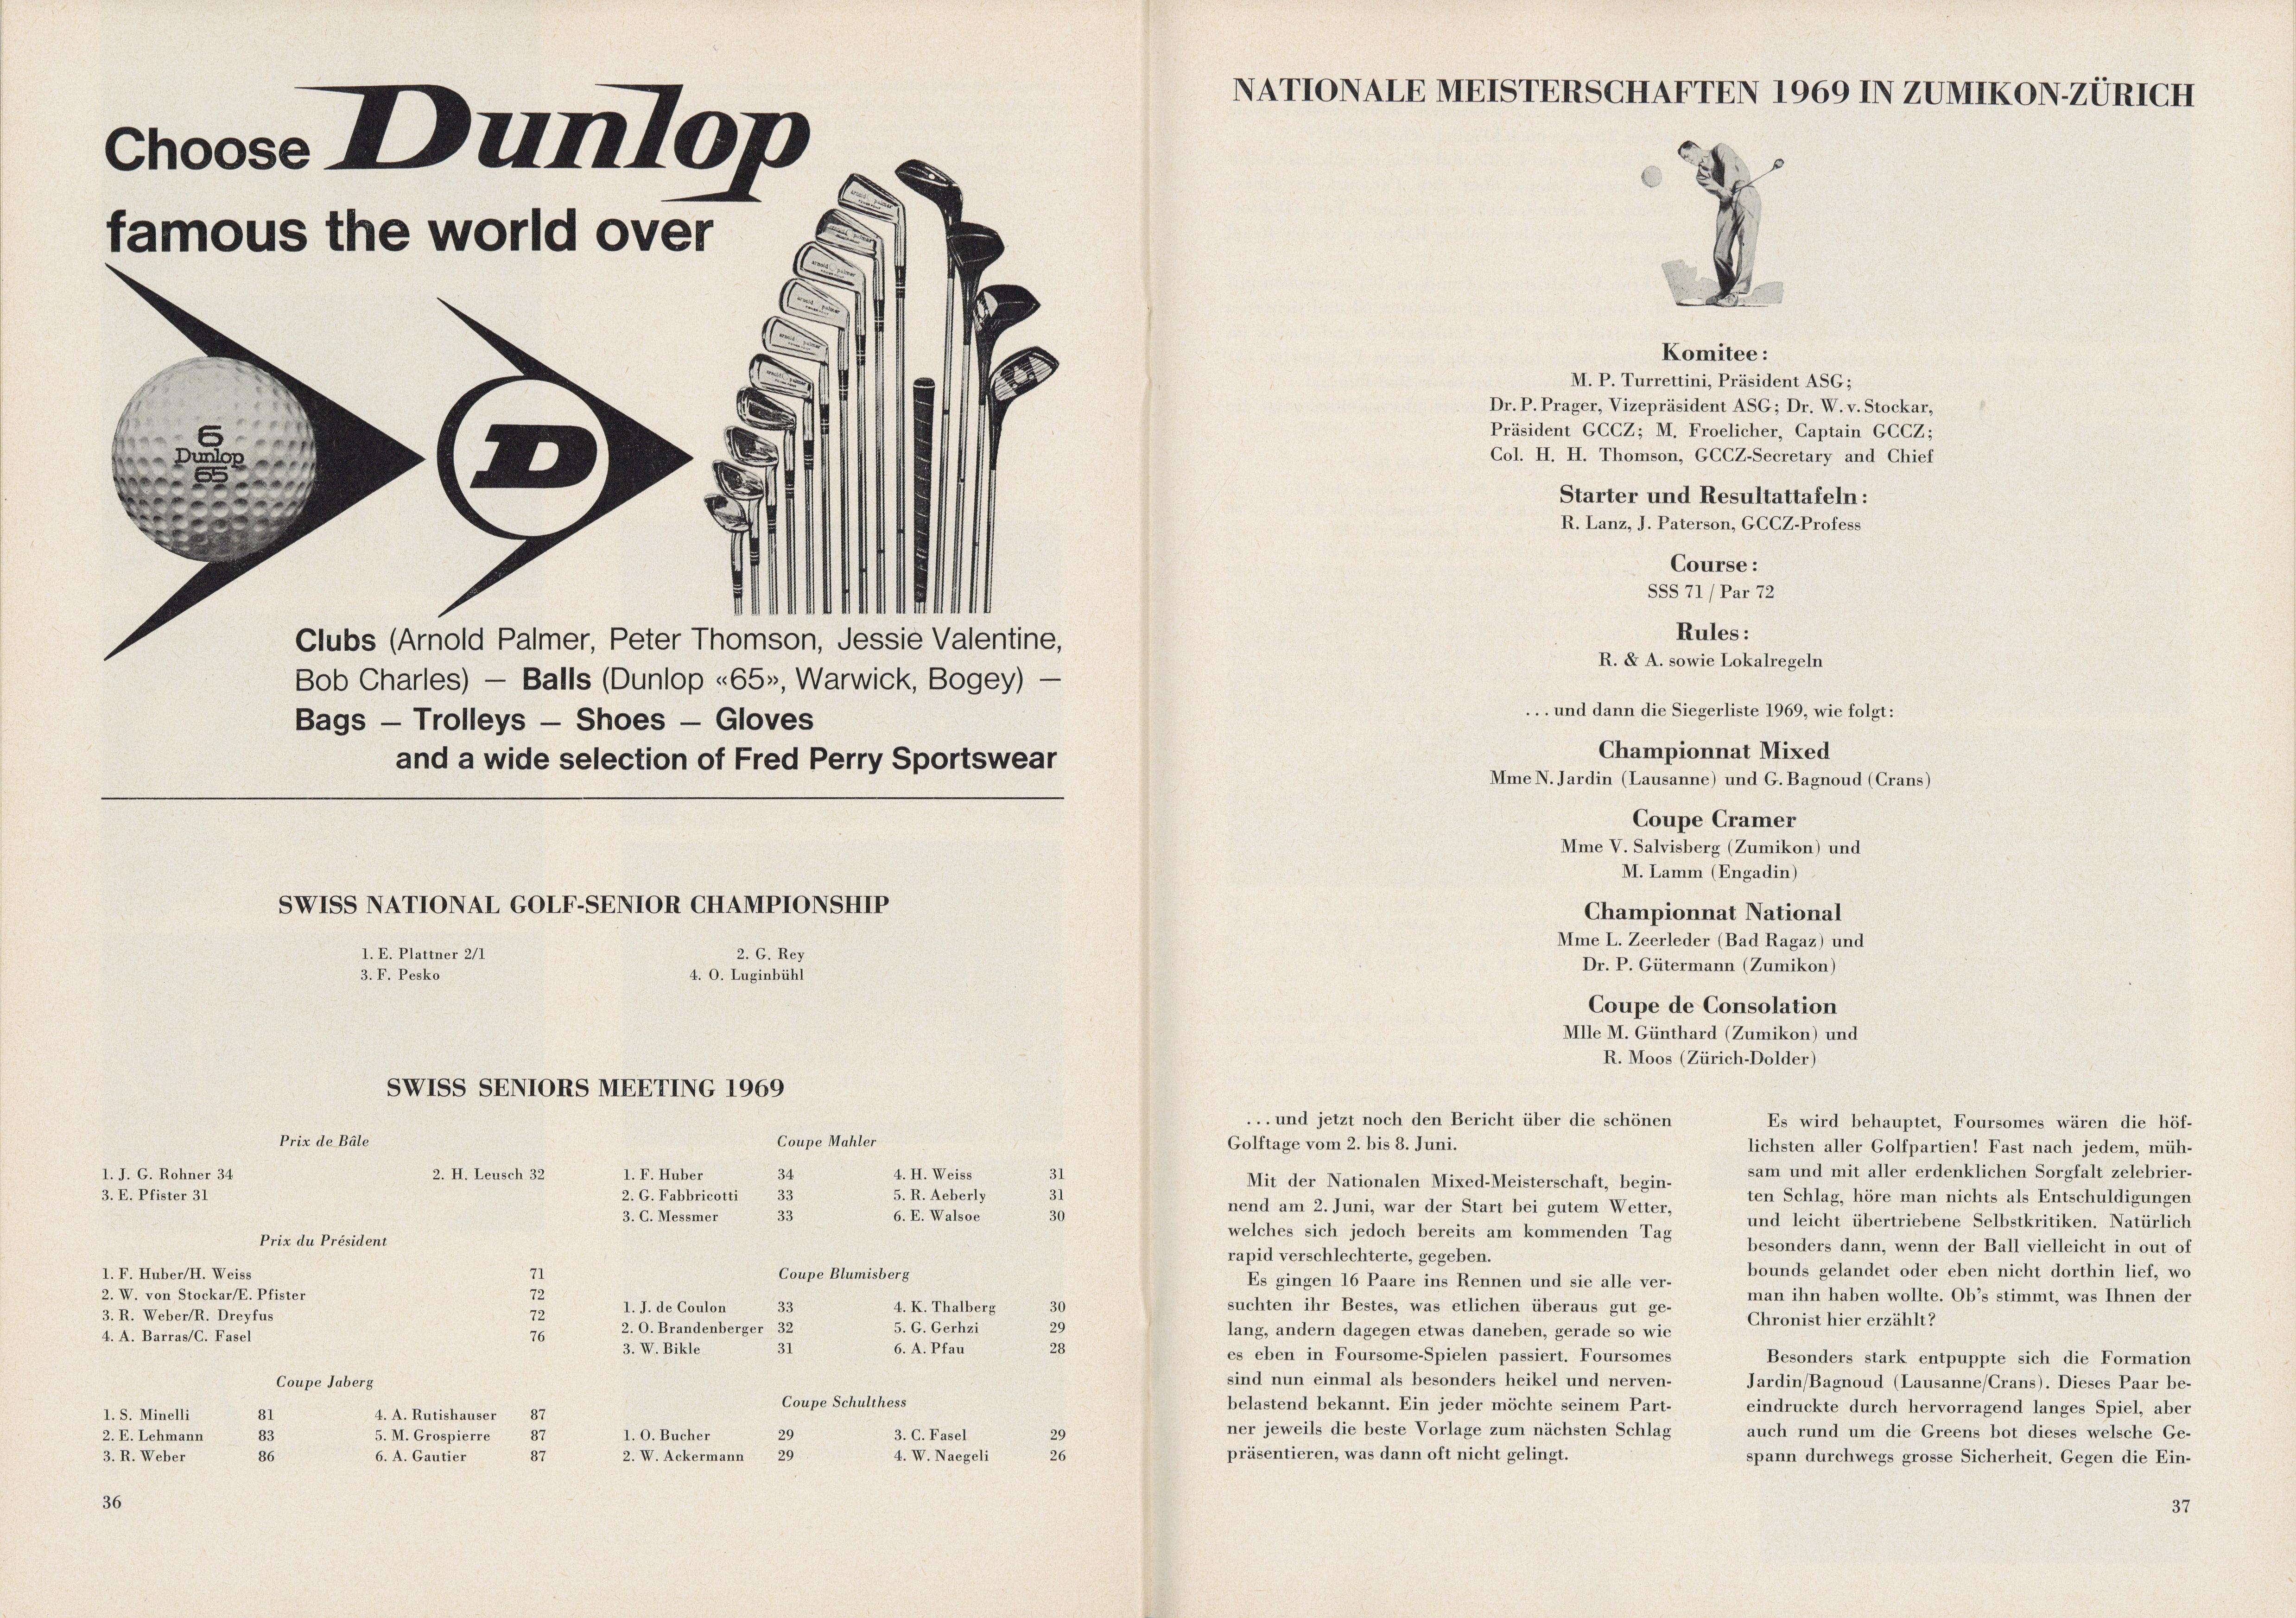 Choose Dunlop
famous the world over
6
Dunlop
65
D
arnold palmer
arnold palmer
arnold palmer
arnold palmer
arnold palmer
arnold palmer
Clubs (Arnold Palmer, Peter Thomson, Jessie Valentine,
Bob Charles) — Balls (Dunlop «65», Warwick, Bogey) —
Bags — Trolleys — Shoes — Gloves
and a wide selection of Fred Perry Sportswear
SWISS NATIONAL GOLF-SENIOR CHAMPIONSHIP
1. E. Plattner 2/1 2. G. Rey
3. F. Pesko 4. O. Luginbühl
SWISS SENIORS MEETING 1969
Prix de Bâle
1. J. G. Rohner 34 2. H. Leusch 32
3. E. Pfister 31
Prix du Président
1. F. Huber/H. Weiss 71
2. W. von Stockar/E. Pfister 72
3. R. Weber/R. Dreyfus 72
4. A. Barras/C. Fasel 76
Coupe Jaberg
1. S. Minelli 81 4. A. Rutishauser 87
2. E. Lehmann 83 5. M. Grospierre 87
3. R. Weber 86 6. A. Gautier 87
Coupe Mahler
1. F. Huber 34 4. H. Weiss 31
2. G. Fabbricotti 33 5. R. Aeberly 31
3. C. Messmer 33 6. E. Walsoe 30
Coupe Blumisberg
1. J. de Coulon 33 4. K. Thalberg 30
2. O. Brandenberger 32 5. G. Gerhzi 29
3. W. Bikle 31 6. A. Pfau 28
Coupe Schulthess
1. O. Bucher 29 3. C. Fasel 29
2. W. Ackermann 29 4. W. Naegeli 26
36
NATIONALE MEISTERSCHAFTEN 1969 IN ZUMIKON-ZÜRICH
Komitee:
M. P. Turrettini, Präsident ASG;
Dr. P. Prager, Vizepräsident ASG; Dr. W. v. Stockar,
Präsident GCCZ; M. Froelicher, Captain GCCZ;
Col. H. H. Thomson, GCCZ-Secretary and Chief
Starter und Resultattafeln:
R. Lanz, J. Paterson, GCCZ-Profess
Course:
SSS 71 / Par 72
Rules:
R. & A. sowie Lokalregeln
... und dann die Siegerliste 1969, wie folgt:
Championnat Mixed
Mme N. Jardin (Lausanne) und G. Bagnoud (Crans)
Coupe Cramer
Mme V. Salvisberg (Zumikon) und
M. Lamm (Engadin)
Championnat National
Mme L. Zeerleder (Bad Ragaz) und
Dr. P. Gütermann (Zumikon)
Coupe de Consolation
Mlle M. Günthard (Zumikon) und
R. Moos (Zürich-Dolder)
... und jetzt noch den Bericht über die schönen
Golftage vom 2. bis 8. Juni.
Mit der Nationalen Mixed-Meisterschaft, begin-
nend am 2. Juni, war der Start bei gutem Wetter,
welches sich jedoch bereits am kommenden Tag
rapid verschlechterte, gegeben.
Es gingen 16 Paare ins Rennen und sie alle ver-
suchten ihr Bestes, was etlichen überaus gut ge-
lang, andern dagegen etwas daneben, gerade so wie
es eben in Foursome-Spielen passiert. Foursomes
sind nun einmal als besonders heikel und nerven-
belastend bekannt. Ein jeder möchte seinem Part-
ner jeweils die beste Vorlage zum nächsten Schlag
präsentieren, was dann oft nicht gelingt.
Es wird behauptet, Foursomes wären die höf-
lichsten aller Golfpartien! Fast nach jedem, müh-
sam und mit aller erdenklichen Sorgfalt zelebrier-
ten Schlag, höre man nichts als Entschuldigungen
und leicht übertriebene Selbstkritiken. Natürlich
besonders dann, wenn der Ball vielleicht in out of
bounds gelandet oder eben nicht dorthin lief, wo
man ihn haben wollte. Ob's stimmt, was Ihnen der
Chronist hier erzählt?
Besonders stark entpuppte sich die Formation
Jardin/Bagnoud (Lausanne/Crans). Dieses Paar be-
eindruckte durch hervorragend langes Spiel, aber
auch rund um die Greens bot dieses welsche Ge-
spann durchwegs grosse Sicherheit. Gegen die Ein-
37